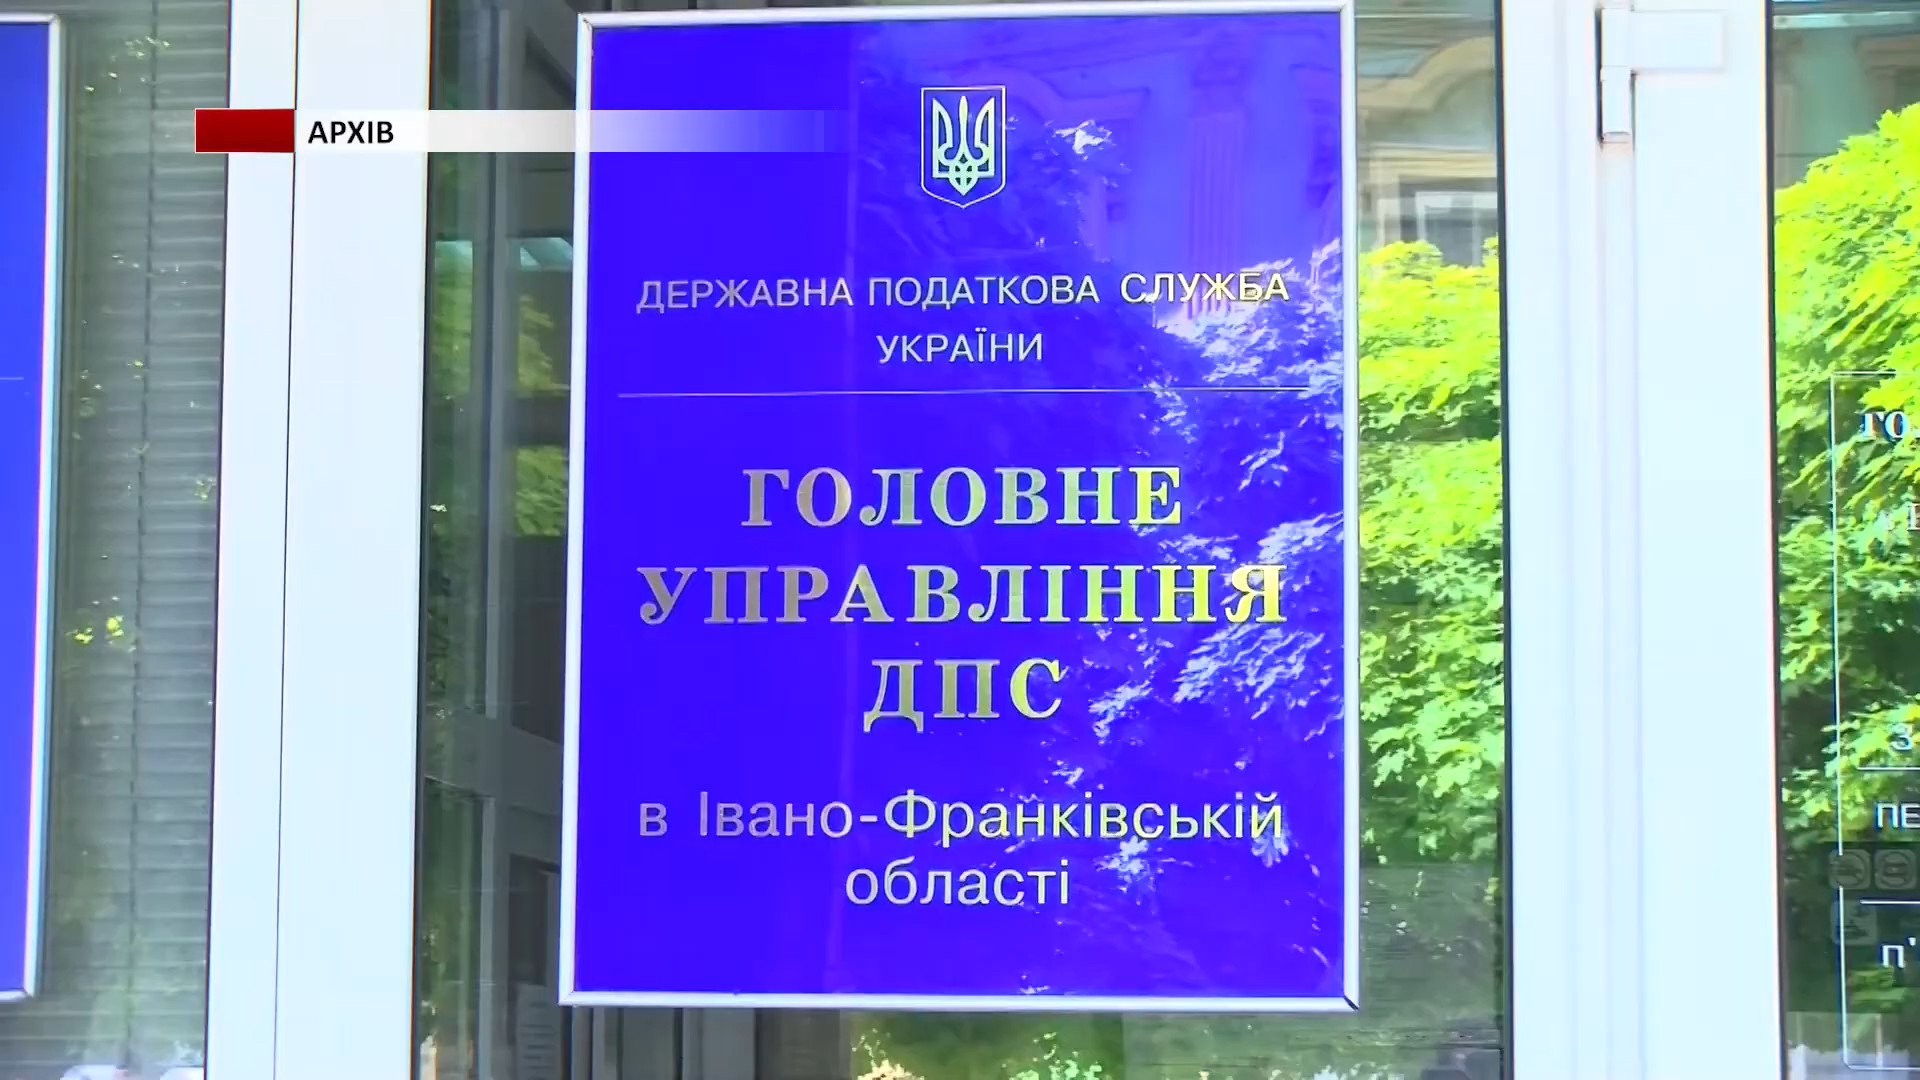 АРХІВ
ДЕРЖАВНА ПОДАТКОВА СЛУЖБА
УКРАЇНИ
ГОЛОВНЕ
УПРАВЛІННЯ
ДПС
в Івано-Франківській
області